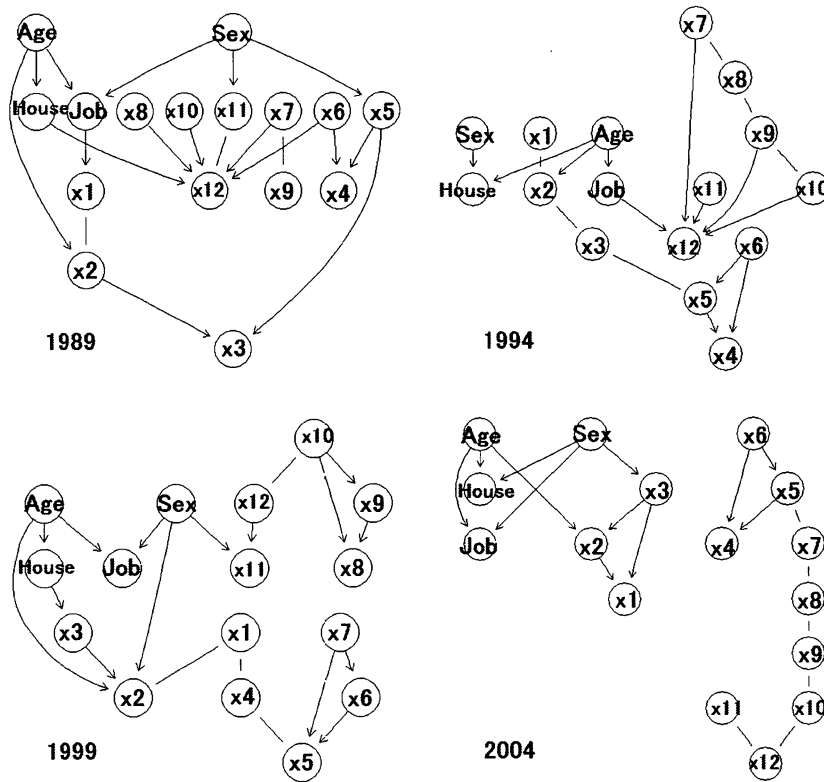 Age Sex
House Job x8 x10 x11 x7 x6 x5
x1 x12 x9 x4
x2
x3
1989
x7
x8
Sex x1 Age x9
House x2 Job x11 x10
x3 x12 x6
x5
x4
1994
x10
Age Sex x12 x9
House Job x11 x8
x3 x1 x7
x2 x4 x6
x5
1999
Age Sex x6
House x3 x5
Job x2 x4 x7
x1 x8
x9
x11 x10
x12
2004